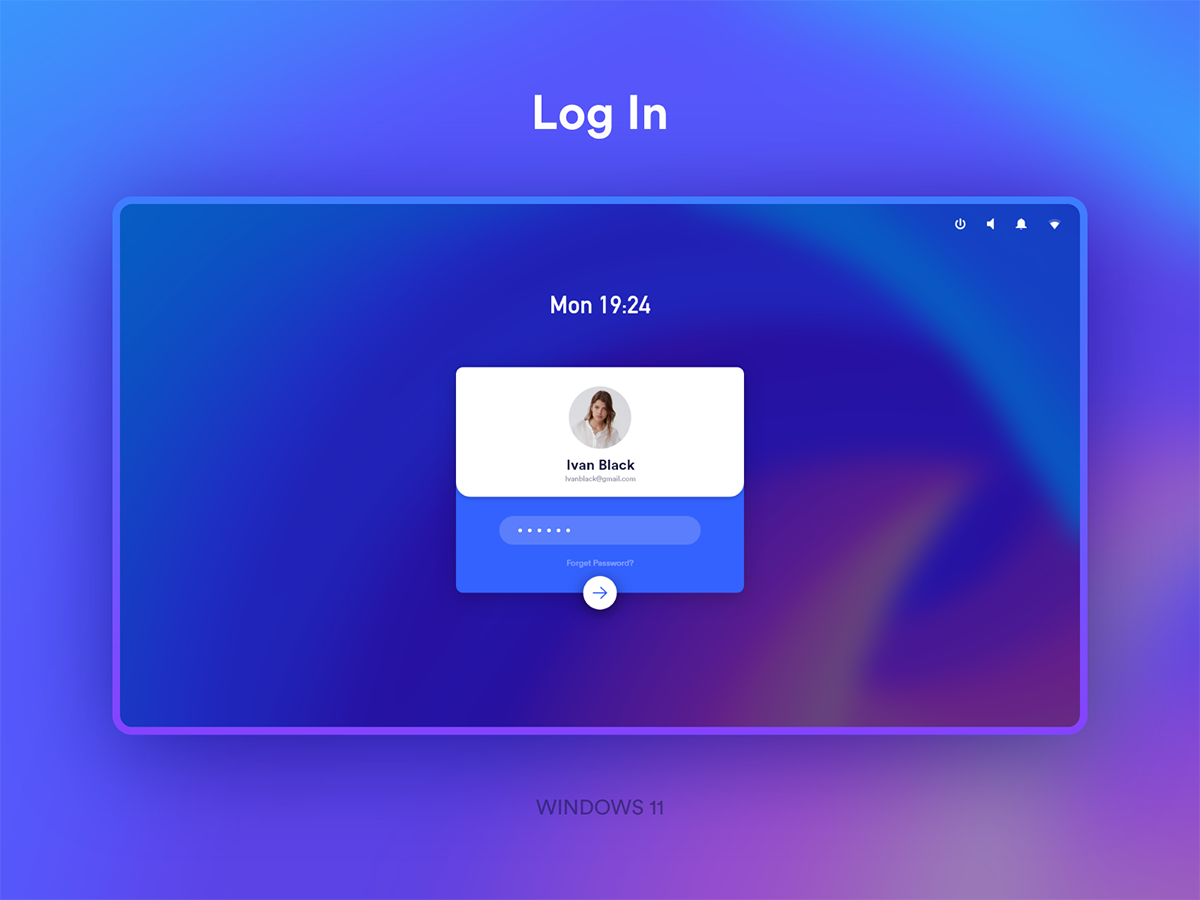 Log In
Mon 19:24
Ivan Black
Ivanblack@gmail.com
Forget Password?
WINDOWS 11